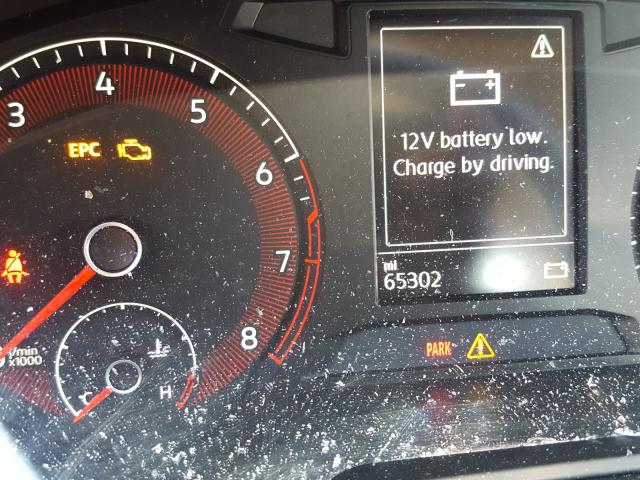 3
4
5
6
7
8
EPC
12V battery low.
Charge by driving.
mi
65302
PARK
1/min
x1000
C
H